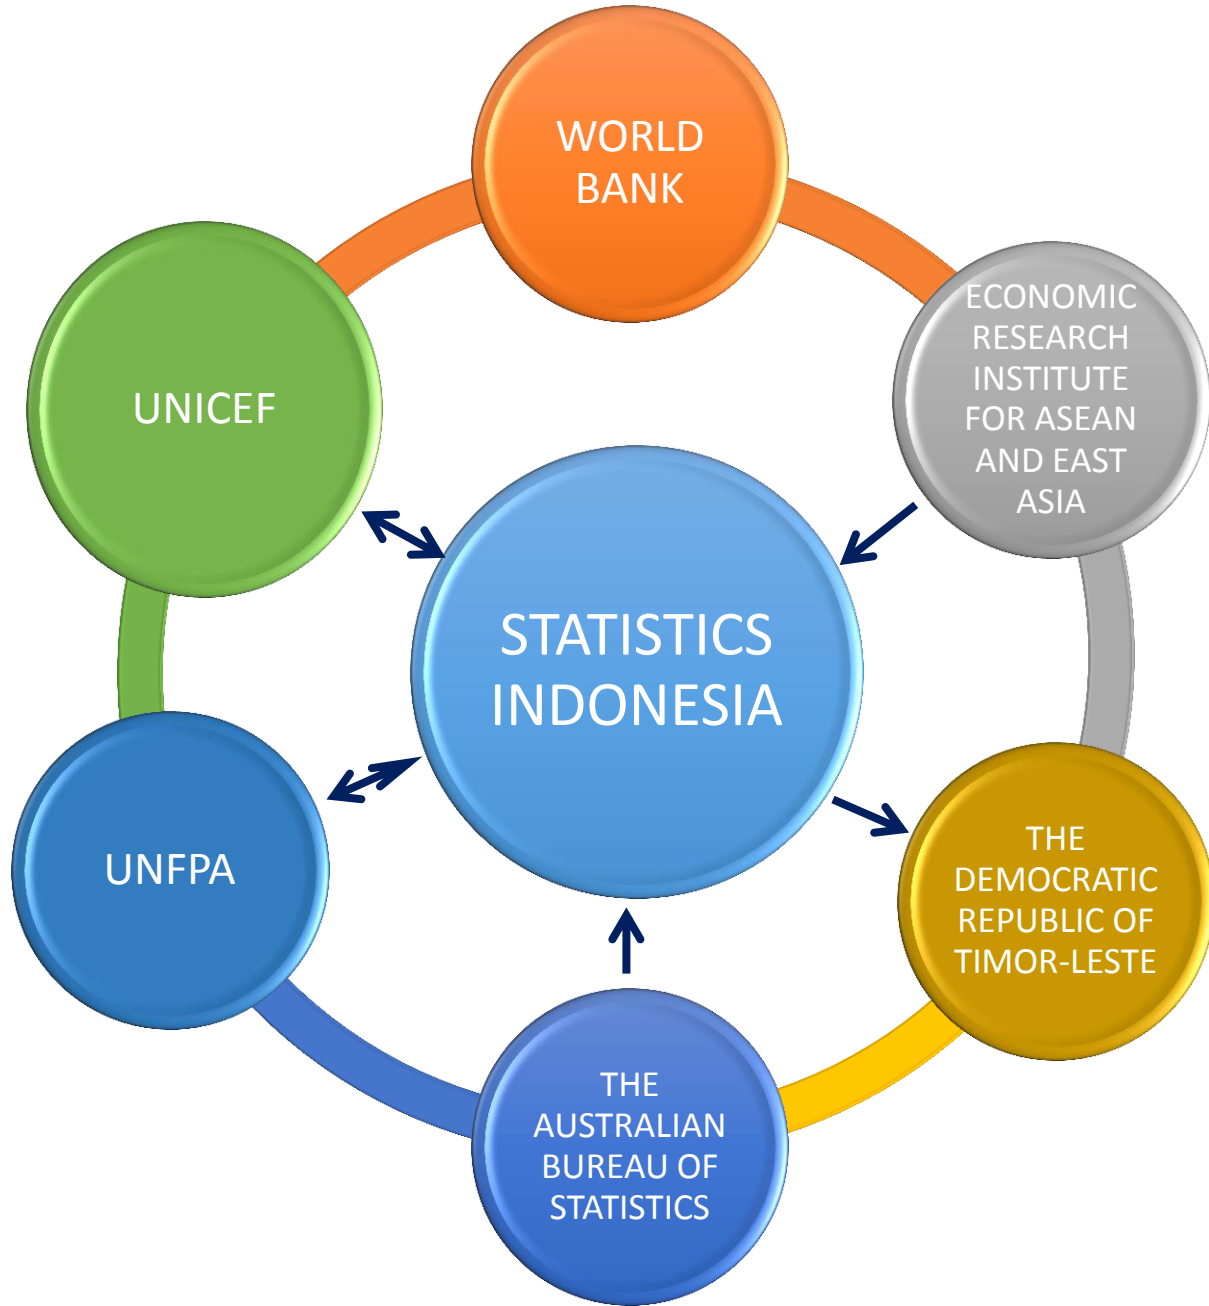 WORLD
BANK
ECONOMIC
RESEARCH
INSTITUTE
FOR ASEAN
AND EAST
ASIA
UNICEF
STATISTICS
INDONESIA
UNFPA
THE
DEMOCRATIC
REPUBLIC OF
TIMOR-LESTE
THE
AUSTRALIAN
BUREAU OF
STATISTICS